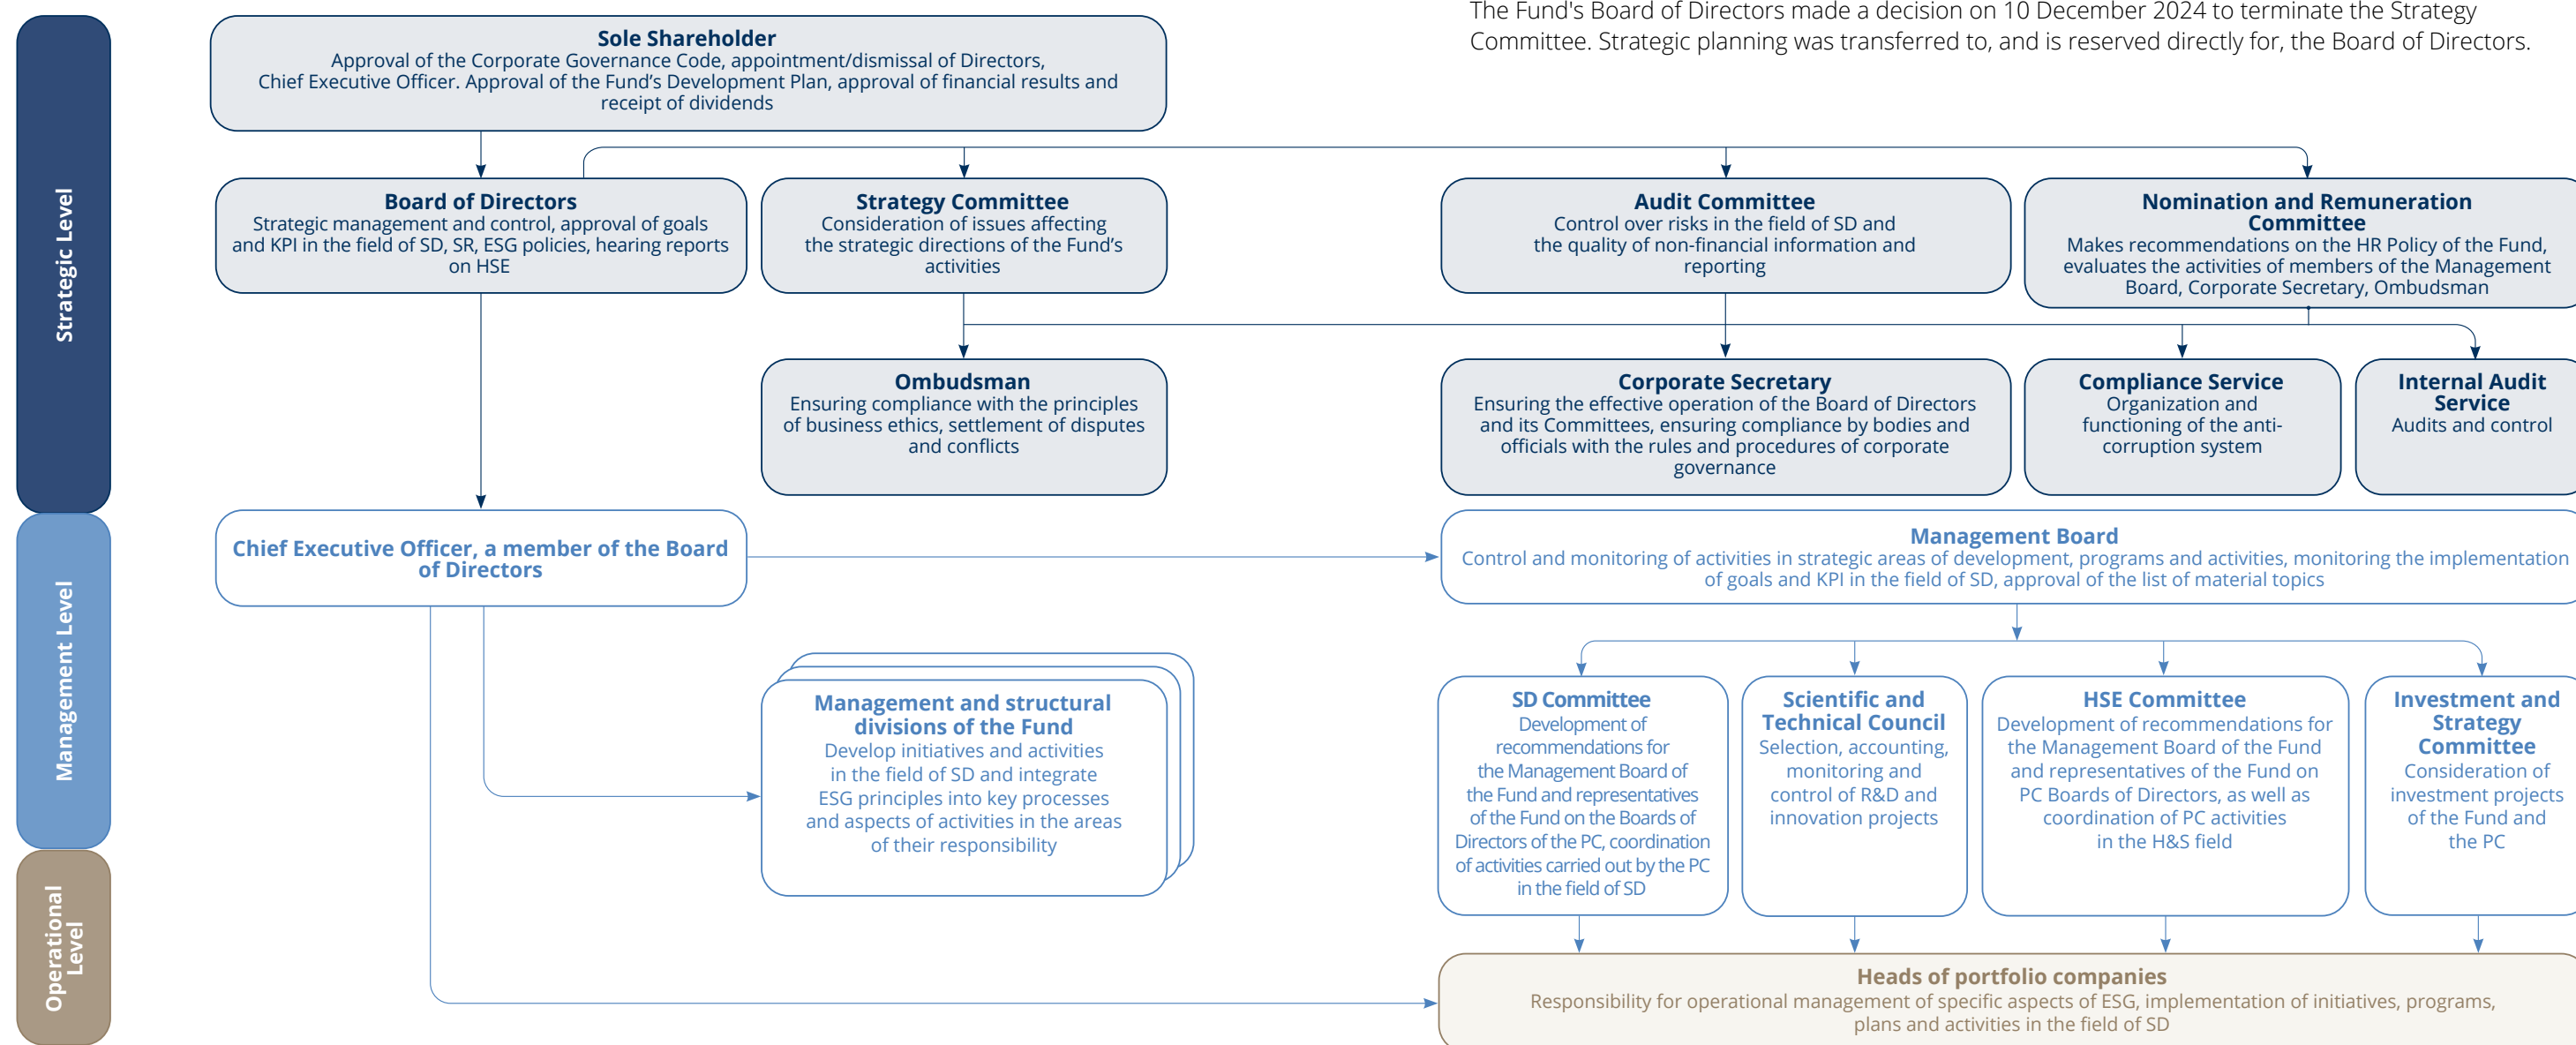 The Fund's Board of Directors made a decision on 10 December 2024 to terminate the Strategy
Committee. Strategic planning was transferred to, and is reserved directly for, the Board of Directors.
Strategic Level
Sole Shareholder
Approval of the Corporate Governance Code, appointment/dismissal of Directors,
Chief Executive Officer. Approval of the Fund’s Development Plan, approval of financial results and
receipt of dividends
Board of Directors
Strategic management and control, approval of goals
and KPI in the field of SD, SR, ESG policies, hearing reports
on HSE
Strategy Committee
Consideration of issues affecting
the strategic directions of the Fund’s
activities
Audit Committee
Control over risks in the field of SD and
the quality of non-financial information and
reporting
Nomination and Remuneration
Committee
Makes recommendations on the HR Policy of the Fund,
evaluates the activities of members of the Management
Board, Corporate Secretary, Ombudsman
Ombudsman
Ensuring compliance with the principles
of business ethics, settlement of disputes
and conflicts
Corporate Secretary
Ensuring the effective operation of the Board of Directors
and its Committees, ensuring compliance by bodies and
officials with the rules and procedures of corporate
governance
Compliance Service
Organization and
functioning of the anti-
corruption system
Internal Audit
Service
Audits and control
Management Level
Chief Executive Officer, a member of the Board
of Directors
Management Board
Control and monitoring of activities in strategic areas of development, programs and activities, monitoring the implementation
of goals and KPI in the field of SD, approval of the list of material topics
Management and structural
divisions of the Fund
Develop initiatives and activities
in the field of SD and integrate
ESG principles into key processes
and aspects of activities in the areas
of their responsibility
SD Committee
Development of
recommendations for
the Management Board of
the Fund and representatives
of the Fund on the Boards of
Directors of the PC, coordination
of activities carried out by the PC
in the field of SD
Scientific and
Technical Council
Selection, accounting,
monitoring and
control of R&D and
innovation projects
HSE Committee
Development of recommendations for
the Management Board of the Fund
and representatives of the Fund on
PC Boards of Directors, as well as
coordination of PC activities
in the H&S field
Investment and
Strategy
Committee
Consideration of
investment projects
of the Fund and
the PC
Operational
Level
Heads of portfolio companies
Responsibility for operational management of specific aspects of ESG, implementation of initiatives, programs,
plans and activities in the field of SD